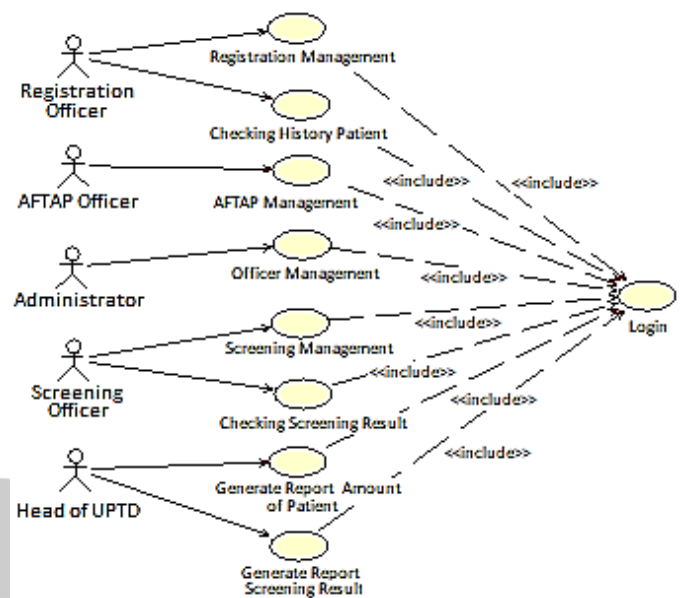 Registration Management
Registration
Officer
Checking History Patient
<<include>>
<<include>>
AFTAP Officer
AFTAP Management
<<include>>
Officer Management
<<include>>
Administrator
Login
<<include>>
Screening Management
<<include>>
Screening
Officer
<<include>>
Checking Screening Result
<<include>>
Generate Report Amount
of Patient
Head of UPTD
Generate Report
Screening Result